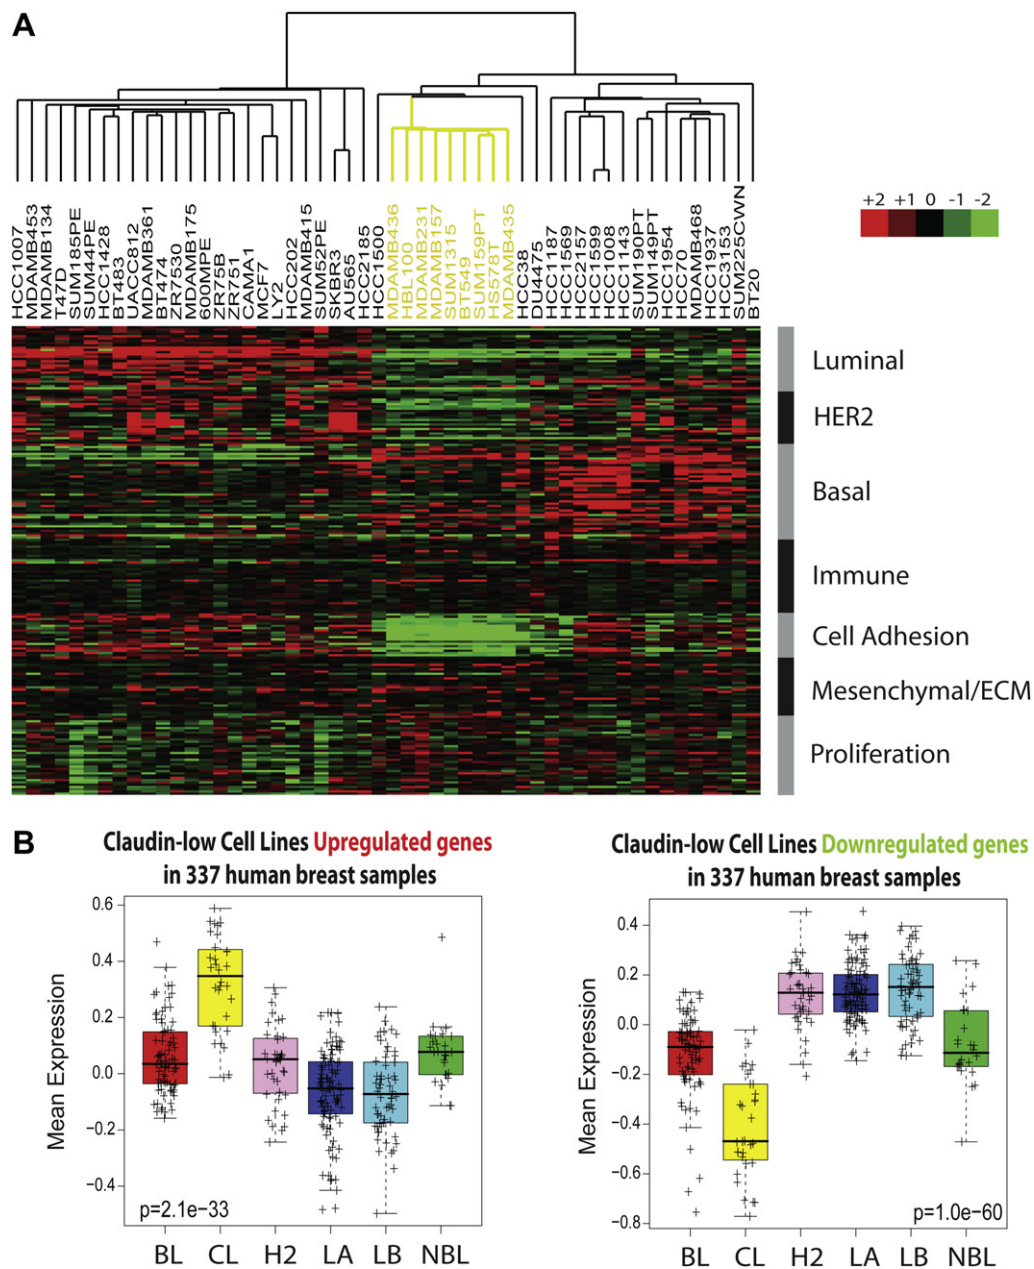 A
+2 +1 0 -1 -2
HCC1007
MDAMB453
MDAMB134
T47D
SUM185PE
SUM44PE
HCC1428
BT483
UACC812
MDAMB361
BT474
ZR7530
MDAMB175
600MPE
ZR75B
ZR751
CAMA1
MCF7
LY2
HCC202
MDAMB415
SUM52PE
SKBR3
AU565
HCC2185
HCC1500
MDAMB436
HBL100
MDAMB231
MDAMB157
SUM1315
BT549
SUM159PT
HS578T
MDAMB435
HCC38
DU4475
HCC1187
HCC1569
HCC2157
HCC1599
HCC1008
HCC1143
SUM190PT
SUM149PT
HCC1954
HCC70
MDAMB468
HCC1937
HCC3153
SUM225CWN
BT20
Luminal
HER2
Basal
Immune
Cell Adhesion
Mesenchymal/ECM
Proliferation
B
Claudin-low Cell Lines Upregulated genes
in 337 human breast samples
Mean Expression
0.6
0.4
0.2
0.0
−0.2
−0.4
p=2.1e−33
BL CL H2 LA LB NBL
Claudin-low Cell Lines Downregulated genes
in 337 human breast samples
Mean Expression
0.4
0.2
0.0
−0.2
−0.4
−0.6
−0.8
p=1.0e−60
BL CL H2 LA LB NBL